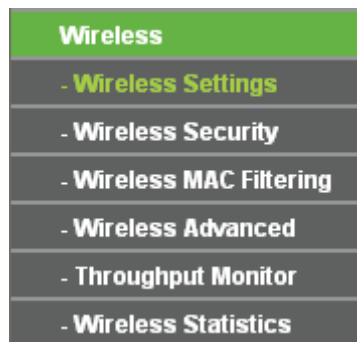 Wireless
- Wireless Settings
- Wireless Security
- Wireless MAC Filtering
- Wireless Advanced
- Throughput Monitor
- Wireless Statistics